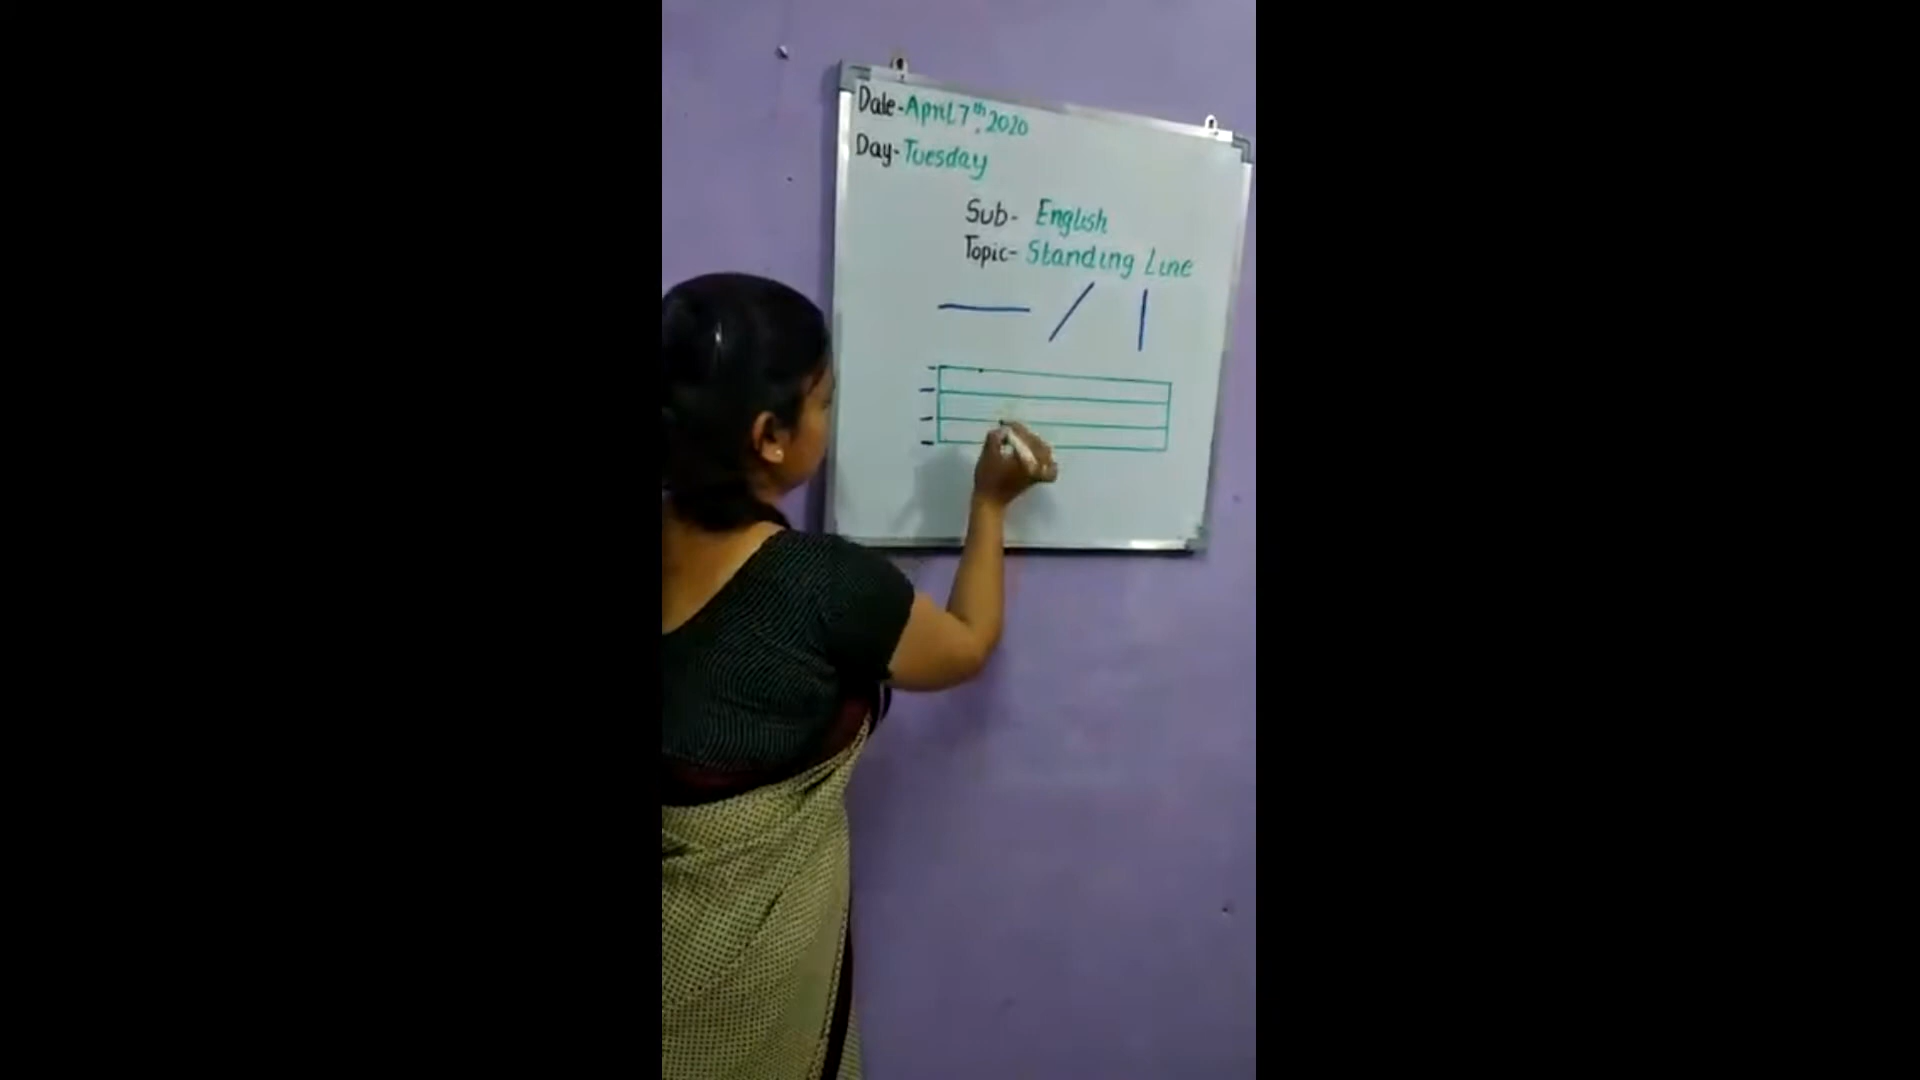 Date-April 7th, 2020
Day-Tuesday
Sub- English
Topic- Standing Line